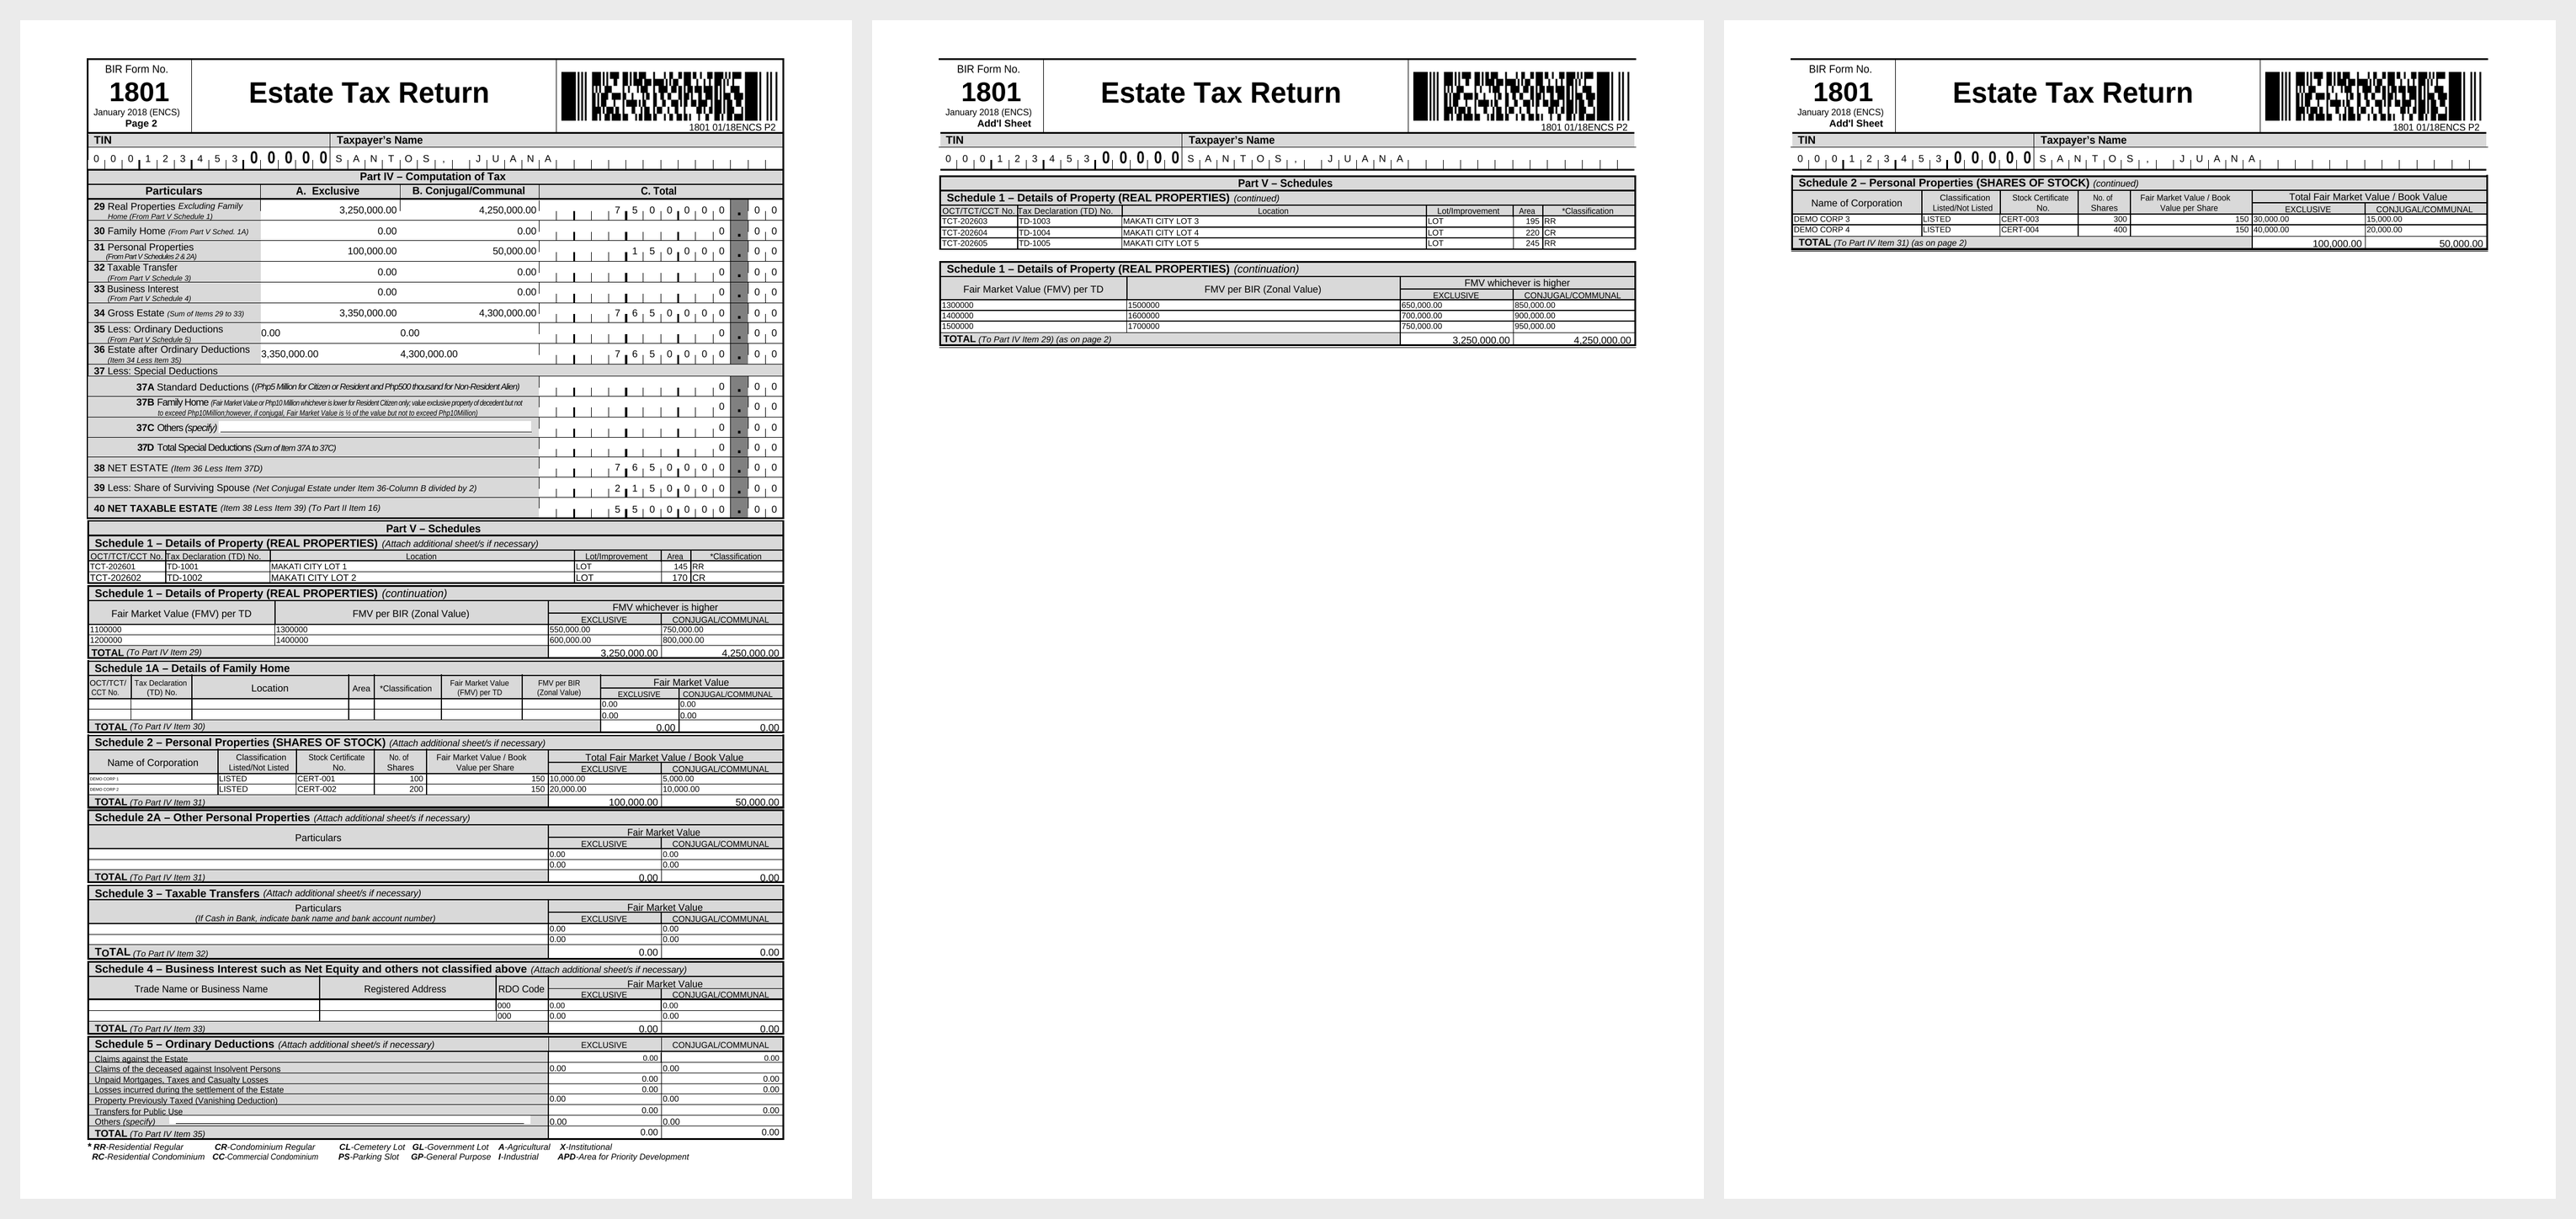 BIR Form No.
1801
January 2018 (ENCS)
Page 2
Estate Tax Return
1801 01/18ENCS P2
TIN Taxpayer's Name
0 0 0 1 2 3 4 5 3 0 0 0 0 0 S A N T O S , J U A N A
Part IV – Computation of Tax
Particulars A. Exclusive B. Conjugal/Communal C. Total
29 Real Properties Excluding Family Home (From Part V Schedule 1) 3,250,000.00 4,250,000.00 7 5 0 0 0 0 0 . 0 0
30 Family Home (From Part V Sched. 1A) 0.00 0.00 0 . 0 0
31 Personal Properties (From Part V Schedules 2 & 2A) 100,000.00 50,000.00 1 5 0 0 0 0 . 0 0
32 Taxable Transfer (From Part V Schedule 3) 0.00 0.00 0 . 0 0
33 Business Interest (From Part V Schedule 4) 0.00 0.00 0 . 0 0
34 Gross Estate (Sum of Items 29 to 33) 3,350,000.00 4,300,000.00 7 6 5 0 0 0 0 . 0 0
35 Less: Ordinary Deductions (From Part V Schedule 5) 0.00 0.00 0 . 0 0
36 Estate after Ordinary Deductions (Item 34 Less Item 35) 3,350,000.00 4,300,000.00 7 6 5 0 0 0 0 . 0 0
37 Less: Special Deductions
37A Standard Deductions ((Php5 Million for Citizen or Resident and Php500 thousand for Non-Resident Alien) 0 . 0 0
37B Family Home (Fair Market Value or Php10 Million whichever is lower for Resident Citizen only; value exclusive property of decedent but not
to exceed Php10Million;however, if conjugal, Fair Market Value is ½ of the value but not to exceed Php10Million) 0 . 0 0
37C Others (specify) 0 . 0 0
37D Total Special Deductions (Sum of Item 37A to 37C) 0 . 0 0
38 NET ESTATE (Item 36 Less Item 37D) 7 6 5 0 0 0 0 . 0 0
39 Less: Share of Surviving Spouse (Net Conjugal Estate under Item 36-Column B divided by 2) 2 1 5 0 0 0 0 . 0 0
40 NET TAXABLE ESTATE (Item 38 Less Item 39) (To Part II Item 16) 5 5 0 0 0 0 0 . 0 0
Part V – Schedules
Schedule 1 – Details of Property (REAL PROPERTIES) (Attach additional sheet/s if necessary)
OCT/TCT/CCT No. Tax Declaration (TD) No. Location Lot/Improvement Area *Classification
TCT-202601 TD-1001 MAKATI CITY LOT 1 LOT 145 RR
TCT-202602 TD-1002 MAKATI CITY LOT 2 LOT 170 CR
Schedule 1 – Details of Property (REAL PROPERTIES) (continuation)
Fair Market Value (FMV) per TD FMV per BIR (Zonal Value) FMV whichever is higher
EXCLUSIVE CONJUGAL/COMMUNAL
1100000 1300000 550,000.00 750,000.00
1200000 1400000 600,000.00 800,000.00
TOTAL (To Part IV Item 29) 3,250,000.00 4,250,000.00
Schedule 1A – Details of Family Home
OCT/TCT/ CCT No. Tax Declaration (TD) No. Location Area *Classification Fair Market Value (FMV) per TD FMV per BIR (Zonal Value) Fair Market Value
EXCLUSIVE CONJUGAL/COMMUNAL
0.00 0.00
0.00 0.00
TOTAL (To Part IV Item 30) 0.00 0.00
Schedule 2 – Personal Properties (SHARES OF STOCK) (Attach additional sheet/s if necessary)
Name of Corporation Classification Listed/Not Listed Stock Certificate No. No. of Shares Fair Market Value / Book Value per Share Total Fair Market Value / Book Value
EXCLUSIVE CONJUGAL/COMMUNAL
DEMO CORP 1 LISTED CERT-001 100 150 10,000.00 5,000.00
DEMO CORP 2 LISTED CERT-002 200 150 20,000.00 10,000.00
TOTAL (To Part IV Item 31) 100,000.00 50,000.00
Schedule 2A – Other Personal Properties (Attach additional sheet/s if necessary)
Particulars Fair Market Value
EXCLUSIVE CONJUGAL/COMMUNAL
0.00 0.00
0.00 0.00
TOTAL (To Part IV Item 31) 0.00 0.00
Schedule 3 – Taxable Transfers (Attach additional sheet/s if necessary)
Particulars Fair Market Value
(If Cash in Bank, indicate bank name and bank account number) EXCLUSIVE CONJUGAL/COMMUNAL
0.00 0.00
0.00 0.00
TOTAL (To Part IV Item 32) 0.00 0.00
Schedule 4 – Business Interest such as Net Equity and others not classified above (Attach additional sheet/s if necessary)
Trade Name or Business Name Registered Address RDO Code Fair Market Value
EXCLUSIVE CONJUGAL/COMMUNAL
000 0.00 0.00
000 0.00 0.00
TOTAL (To Part IV Item 33) 0.00 0.00
Schedule 5 – Ordinary Deductions (Attach additional sheet/s if necessary) EXCLUSIVE CONJUGAL/COMMUNAL
Claims against the Estate 0.00 0.00
Claims of the deceased against Insolvent Persons 0.00 0.00
Unpaid Mortgages, Taxes and Casualty Losses 0.00 0.00
Losses incurred during the settlement of the Estate 0.00 0.00
Property Previously Taxed (Vanishing Deduction) 0.00 0.00
Transfers for Public Use 0.00 0.00
Others (specify) 0.00 0.00
TOTAL (To Part IV Item 35) 0.00 0.00
* RR-Residential Regular CR-Condominium Regular CL-Cemetery Lot GL-Government Lot A-Agricultural X-Institutional
RC-Residential Condominium CC-Commercial Condominium PS-Parking Slot GP-General Purpose I-Industrial APD-Area for Priority Development
BIR Form No.
1801
January 2018 (ENCS)
Add'l Sheet
Estate Tax Return
1801 01/18ENCS P2
TIN Taxpayer's Name
0 0 0 1 2 3 4 5 3 0 0 0 0 0 S A N T O S , J U A N A
Part V – Schedules
Schedule 1 – Details of Property (REAL PROPERTIES) (continued)
OCT/TCT/CCT No. Tax Declaration (TD) No. Location Lot/Improvement Area *Classification
TCT-202603 TD-1003 MAKATI CITY LOT 3 LOT 195 RR
TCT-202604 TD-1004 MAKATI CITY LOT 4 LOT 220 CR
TCT-202605 TD-1005 MAKATI CITY LOT 5 LOT 245 RR
Schedule 1 – Details of Property (REAL PROPERTIES) (continuation)
Fair Market Value (FMV) per TD FMV per BIR (Zonal Value) FMV whichever is higher
EXCLUSIVE CONJUGAL/COMMUNAL
1300000 1500000 650,000.00 850,000.00
1400000 1600000 700,000.00 900,000.00
1500000 1700000 750,000.00 950,000.00
TOTAL (To Part IV Item 29) (as on page 2) 3,250,000.00 4,250,000.00
BIR Form No.
1801
January 2018 (ENCS)
Add'l Sheet
Estate Tax Return
1801 01/18ENCS P2
TIN Taxpayer's Name
0 0 0 1 2 3 4 5 3 0 0 0 0 0 S A N T O S , J U A N A
Schedule 2 – Personal Properties (SHARES OF STOCK) (continued)
Name of Corporation Classification Listed/Not Listed Stock Certificate No. No. of Shares Fair Market Value / Book Value per Share Total Fair Market Value / Book Value
EXCLUSIVE CONJUGAL/COMMUNAL
DEMO CORP 3 LISTED CERT-003 300 150 30,000.00 15,000.00
DEMO CORP 4 LISTED CERT-004 400 150 40,000.00 20,000.00
TOTAL (To Part IV Item 31) (as on page 2) 100,000.00 50,000.00